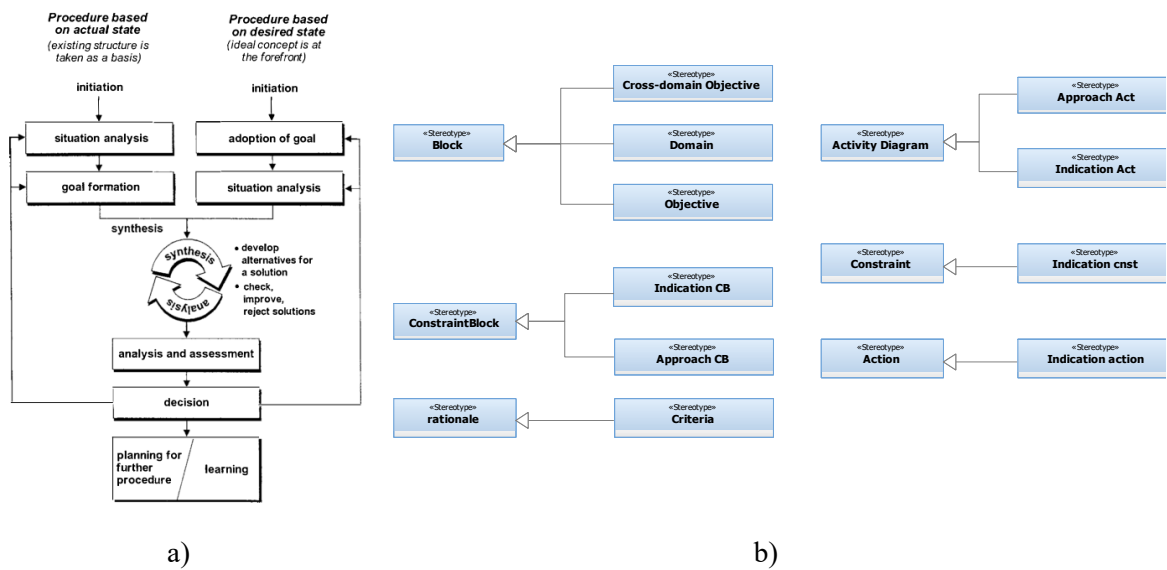 Procedure based
on actual state
(existing structure is
taken as a basis)
Procedure based
on desired state
(ideal concept is at
the forefront)
initiation
initiation
situation analysis
adoption of goal
goal formation
situation analysis
synthesis
synthesis
analysis
• develop
alternatives for
a solution
• check,
improve,
reject solutions
analysis and assessment
decision
planning for
further
procedure
learning
a)
«Stereotype»
Block
«Stereotype»
Cross-domain Objective
«Stereotype»
Domain
«Stereotype»
Objective
«Stereotype»
ConstraintBlock
«Stereotype»
Indication CB
«Stereotype»
Approach CB
«Stereotype»
rationale
«Stereotype»
Criteria
«Stereotype»
Activity Diagram
«Stereotype»
Approach Act
«Stereotype»
Indication Act
«Stereotype»
Constraint
«Stereotype»
Indication cnst
«Stereotype»
Action
«Stereotype»
Indication action
b)